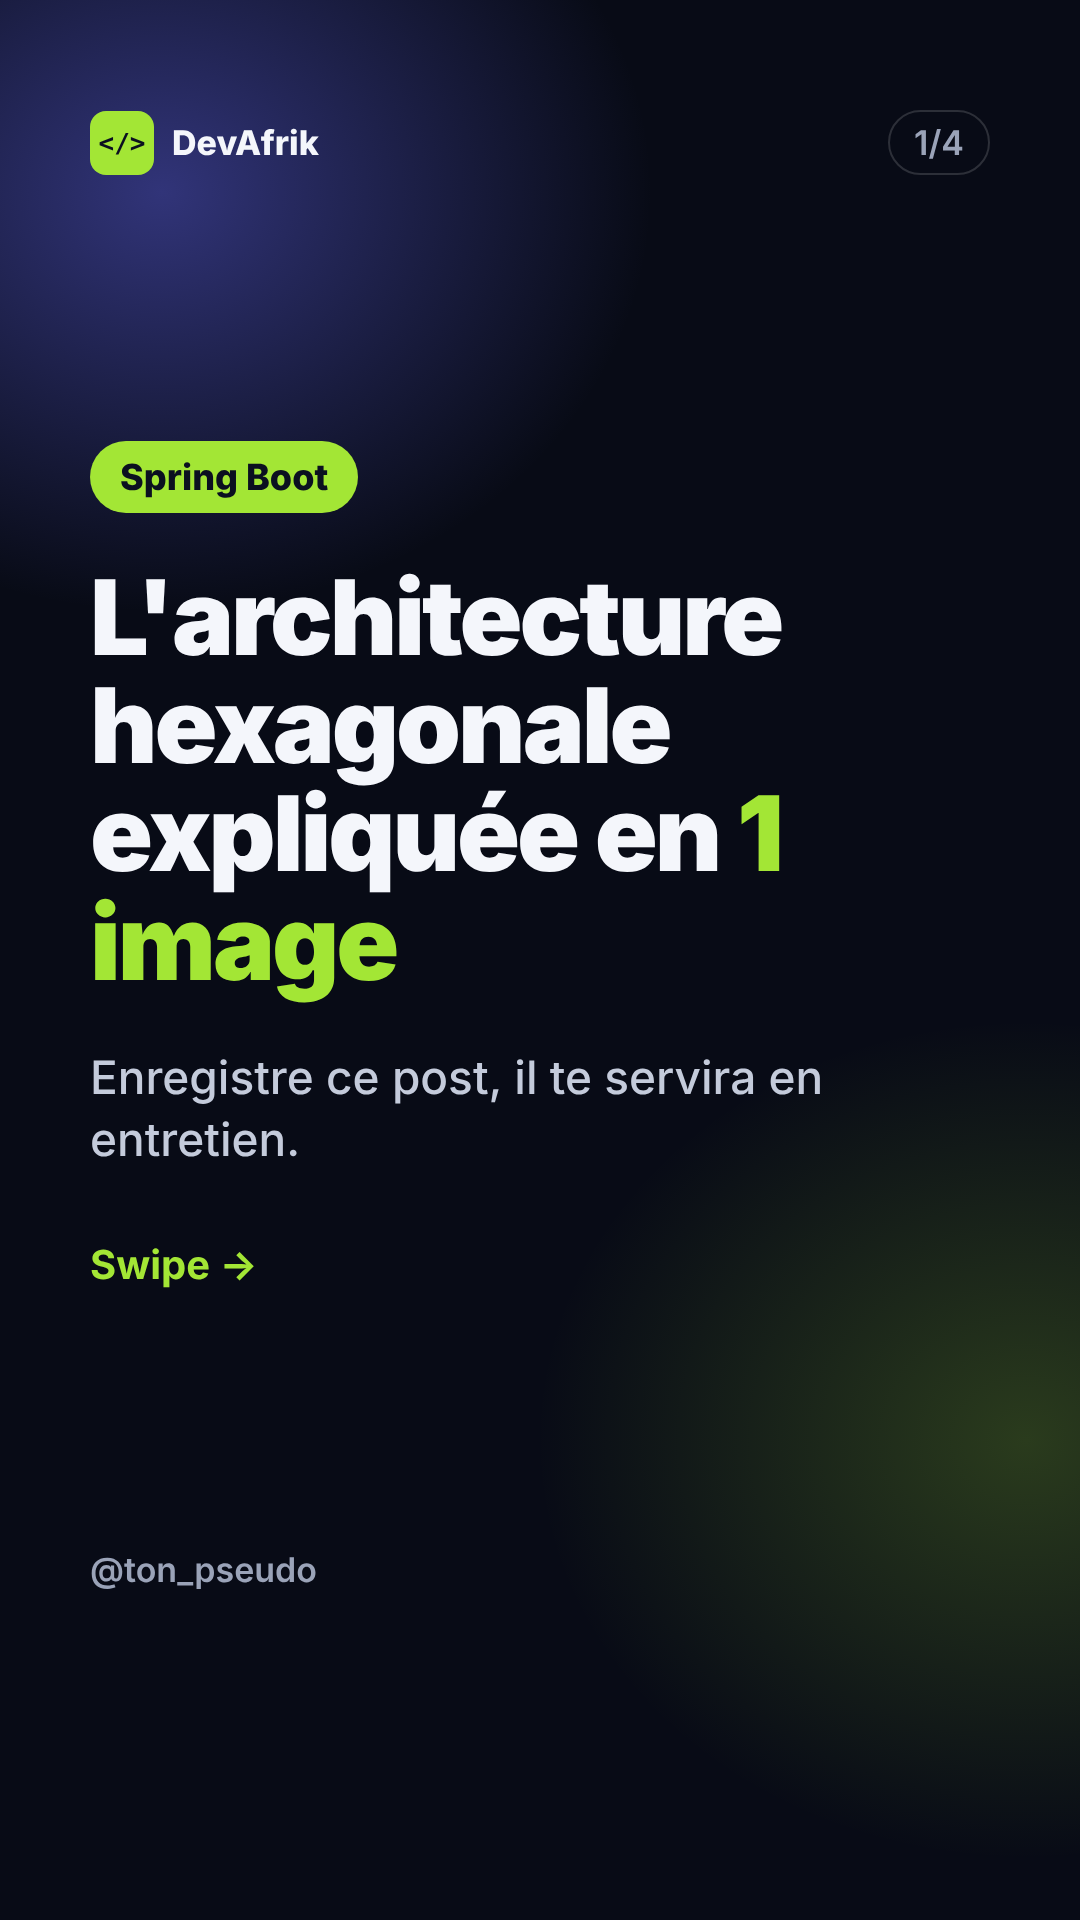 </> DevAfrik
1/4
Spring Boot
L'architecture
hexagonale
expliquée en 1
image
Enregistre ce post, il te servira en
entretien.
Swipe →
@ton_pseudo